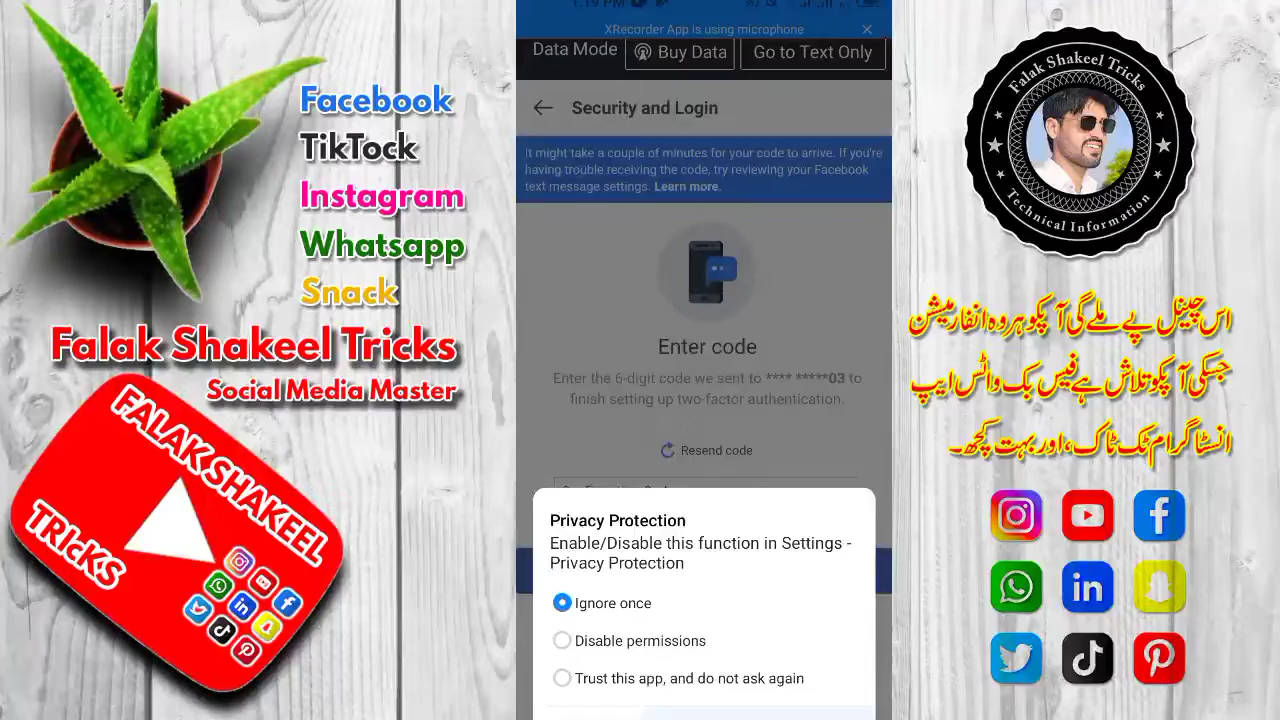 Facebook
TikTock
Instagram
Whatsapp
Snack
Falak Shakeel Tricks
Social Media Master
FALAK SHAKEEL
TRIcKS
1:19 PM
XRecorder App is using microphone
Data Mode
Buy Data
Go to Text Only
Security and Login
It might take a couple of minutes for your code to arrive. If you're
having trouble receiving the code, try reviewing your Facebook
text message settings. Learn more.
Enter code
Enter the 6-digit code we sent to **** *****03 to
finish setting up two-factor authentication.
Resend code
Privacy Protection
Enable/Disable this function in Settings -
Privacy Protection
Ignore once
Disable permissions
Trust this app, and do not ask again
Falak Shakeel Tricks
Technical Information
اس چینل پے ملے گی آپکو ہر وہ انفارمیشن
جسکی آپکو تلاش ہے فیس بک واٹس ایپ
انسٹاگرام ٹک ٹاک، اور بہت کچھ۔